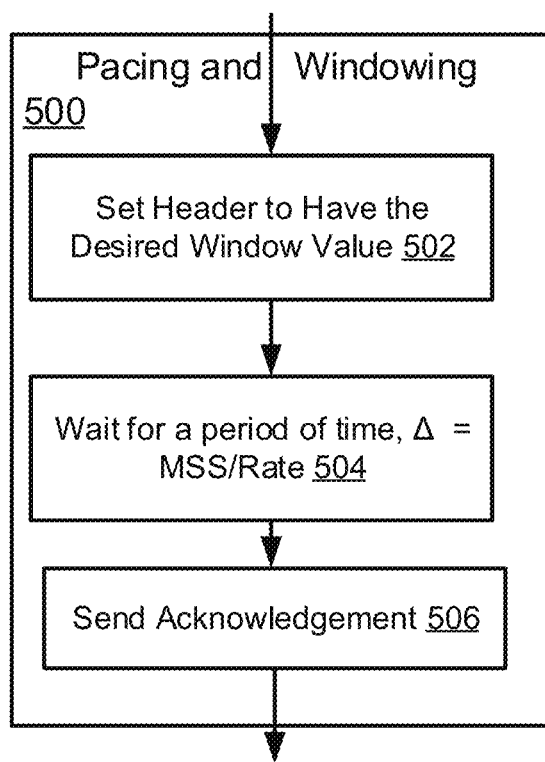 Pacing and Windowing
500
Set Header to Have the
Desired Window Value 502
Wait for a period of time, Δ =
MSS/Rate 504
Send Acknowledgement 506